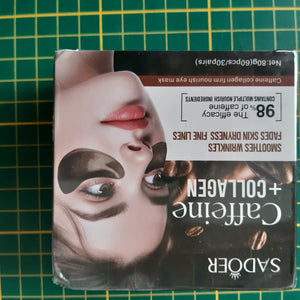 SADOER
Caffeine
+ COLLAGEN
SMOOTHES WRINKLES
FADES SKIN DRYNESS FINE LINES
98 The efficacy
% of caffeine
CONTAINS MULTIPLE NOURISH INGREDIENTS
Caffeine collagen firm nourish eye mask
Net:80g(60pcs/30pairs)